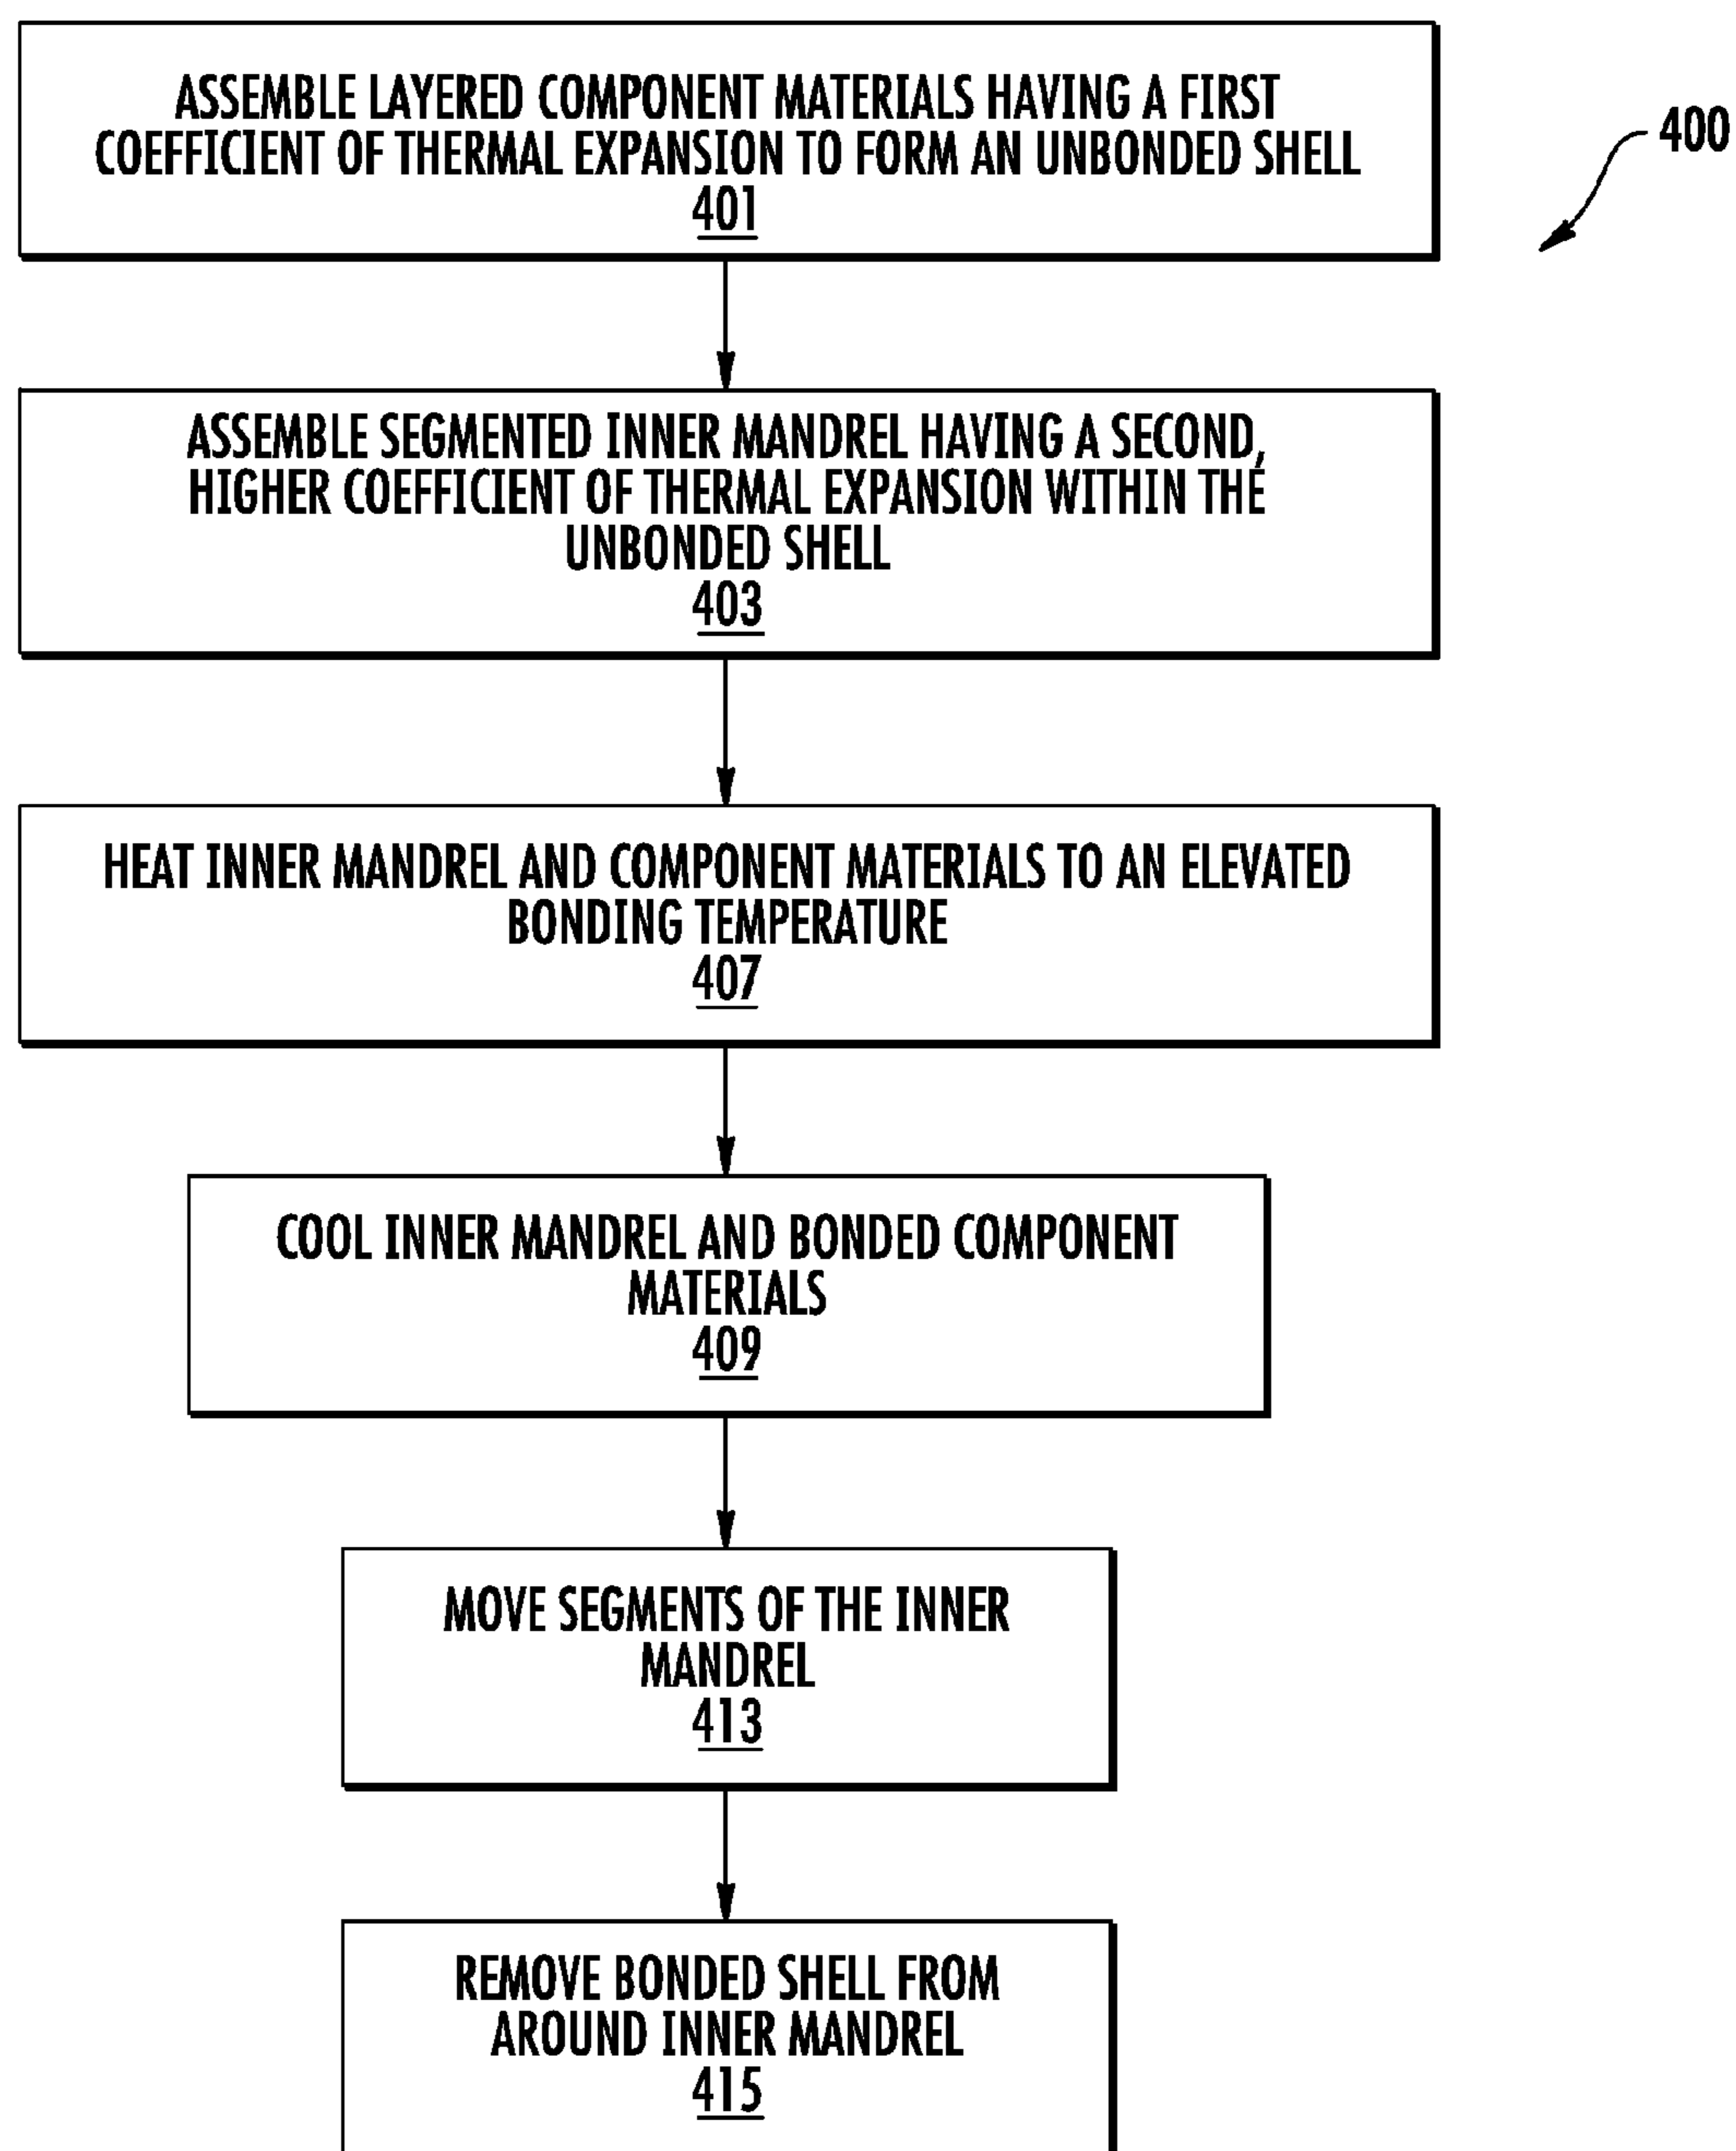 ASSEMBLE LAYERED COMPONENT MATERIALS HAVING A FIRST
COEFFICIENT OF THERMAL EXPANSION TO FORM AN UNBONDED SHELL
401
400
ASSEMBLE SEGMENTED INNER MANDREL HAVING A SECOND,
HIGHER COEFFICIENT OF THERMAL EXPANSION WITHIN THE
UNBONDED SHELL
403
HEAT INNER MANDREL AND COMPONENT MATERIALS TO AN ELEVATED
BONDING TEMPERATURE
407
COOL INNER MANDREL AND BONDED COMPONENT
MATERIALS
409
MOVE SEGMENTS OF THE INNER
MANDREL
413
REMOVE BONDED SHELL FROM
AROUND INNER MANDREL
415